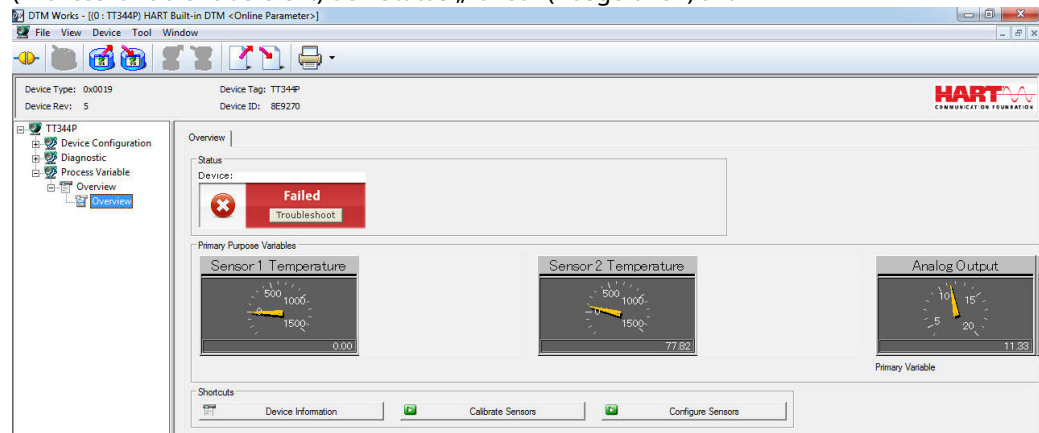 DTM Works - [(0 : TT344P) HART Built-in DTM <Online Parameter>]
File View Device Tool Window
Device Type: 0x0019
Device Tag: TT344P
Device Rev: 5
Device ID: 8E9270
HART
COMMUNICATION FOUNDATION
TT344P
Device Configuration
Diagnostic
Process Variable
Overview
Overview
Overview
Status
Device:
Failed
Troubleshoot
Primary Purpose Variables
Sensor 1 Temperature
0
500
1000
1500
0.00
Sensor 2 Temperature
0
500
1000
1500
77.82
Analog Output
5
10
15
20
11.33
Primary Variable
Shortcuts
Device Information
Calibrate Sensors
Configure Sensors